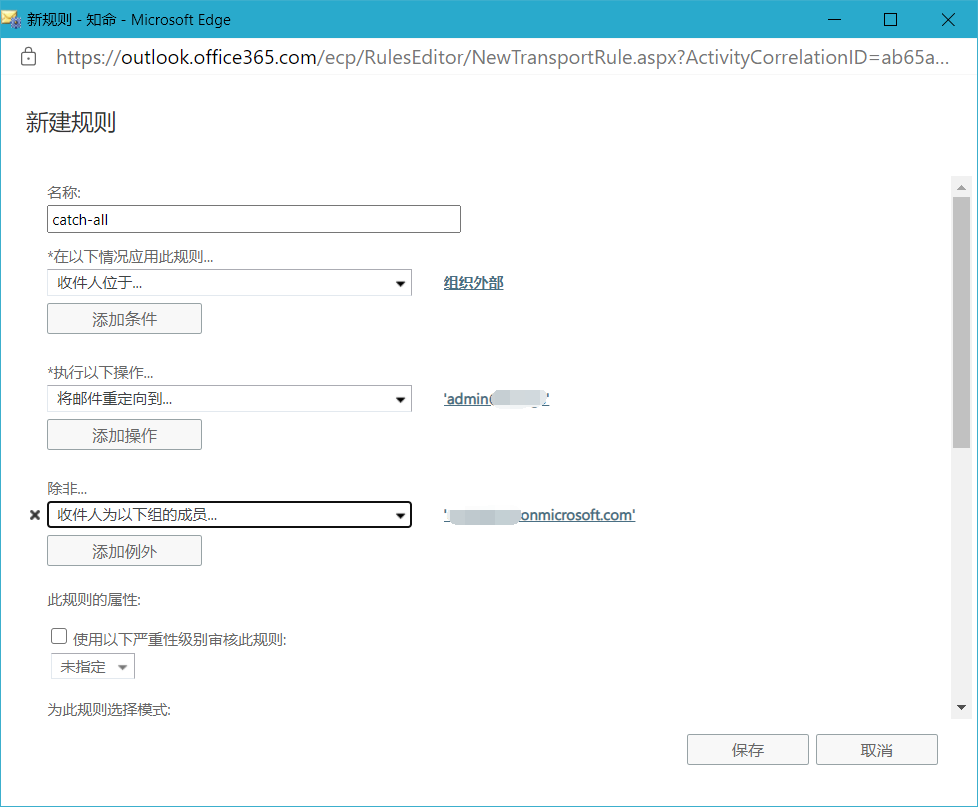 新规则 - 知命 - Microsoft Edge
https://outlook.office365.com/ecp/RulesEditor/NewTransportRule.aspx?ActivityCorrelationID=ab65a...
新建规则
名称:
catch-all
*在以下情况应用此规则...
收件人位于... 组织外部
添加条件
*执行以下操作...
将邮件重定向到... 'admin
添加操作
除非...
收件人为以下组的成员... onmicrosoft.com'
添加例外
此规则的属性:
使用以下严重性级别审核此规则:
未指定
为此规则选择模式:
保存 取消